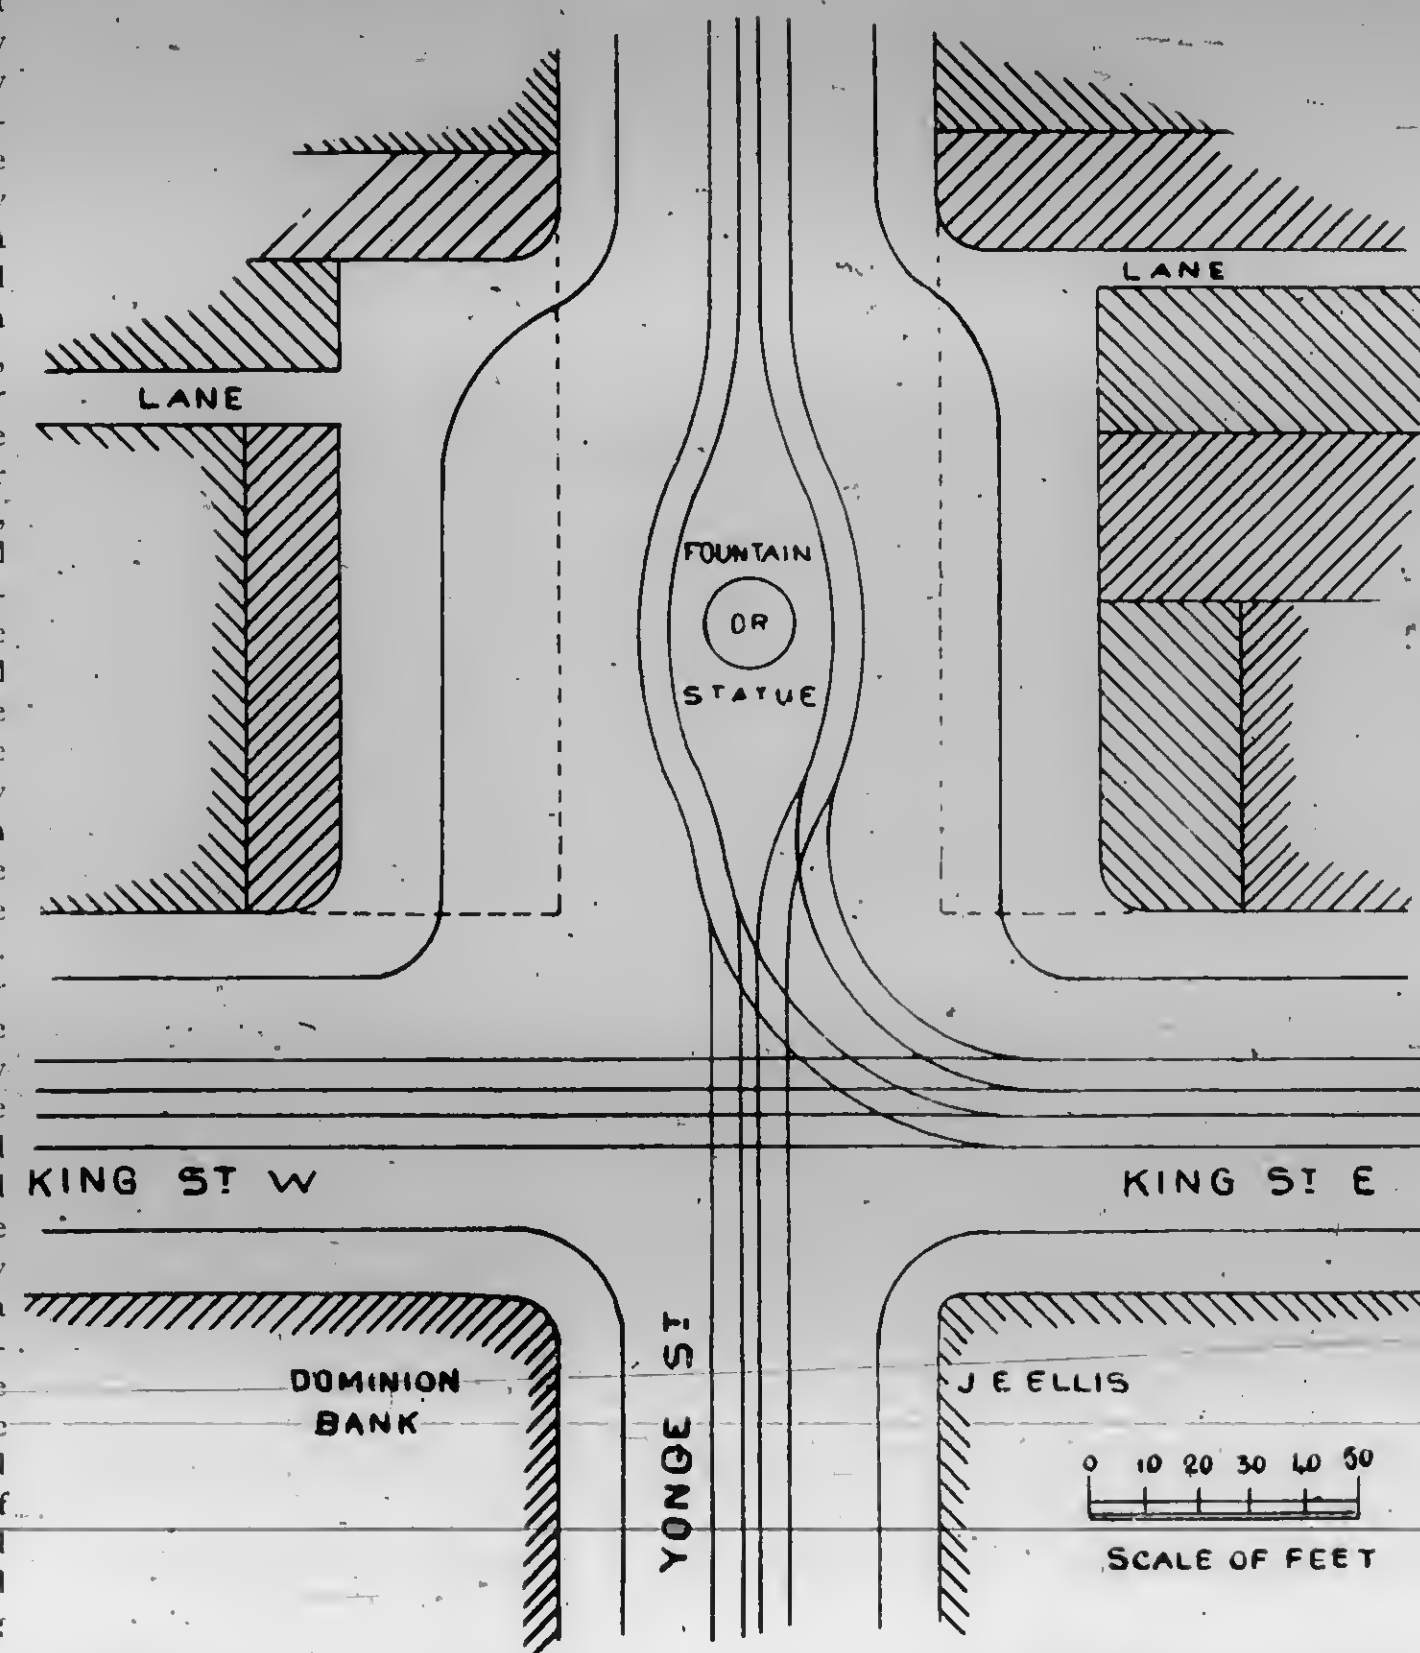 LANE
LANE
FOUNTAIN
OR
STATUE
KING ST W
KING ST E
YONGE ST
DOMINION
BANK
J E ELLIS
0 10 20 30 40 50
SCALE OF FEET